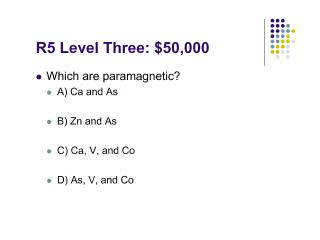 R5 Level Three: $50,000
Which are paramagnetic?
A) Ca and As
B) Zn and As
C) Ca, V, and Co
D) As, V, and Co